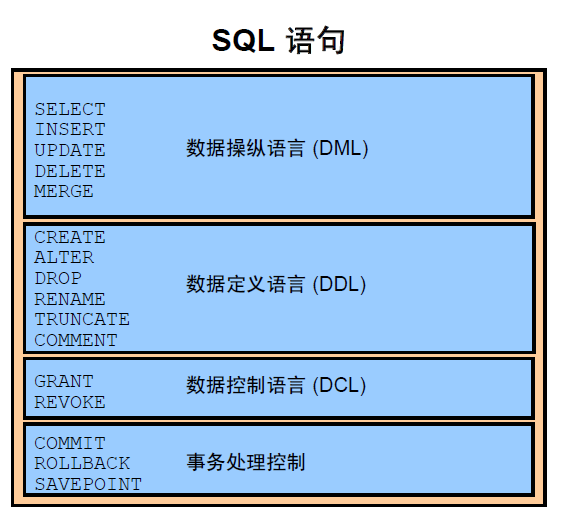 SQL 语句
SELECT
INSERT
UPDATE
DELETE
MERGE
数据操纵语言 (DML)
CREATE
ALTER
DROP
RENAME
TRUNCATE
COMMENT
数据定义语言 (DDL)
GRANT
REVOKE
数据控制语言 (DCL)
COMMIT
ROLLBACK
SAVEPOINT
事务处理控制